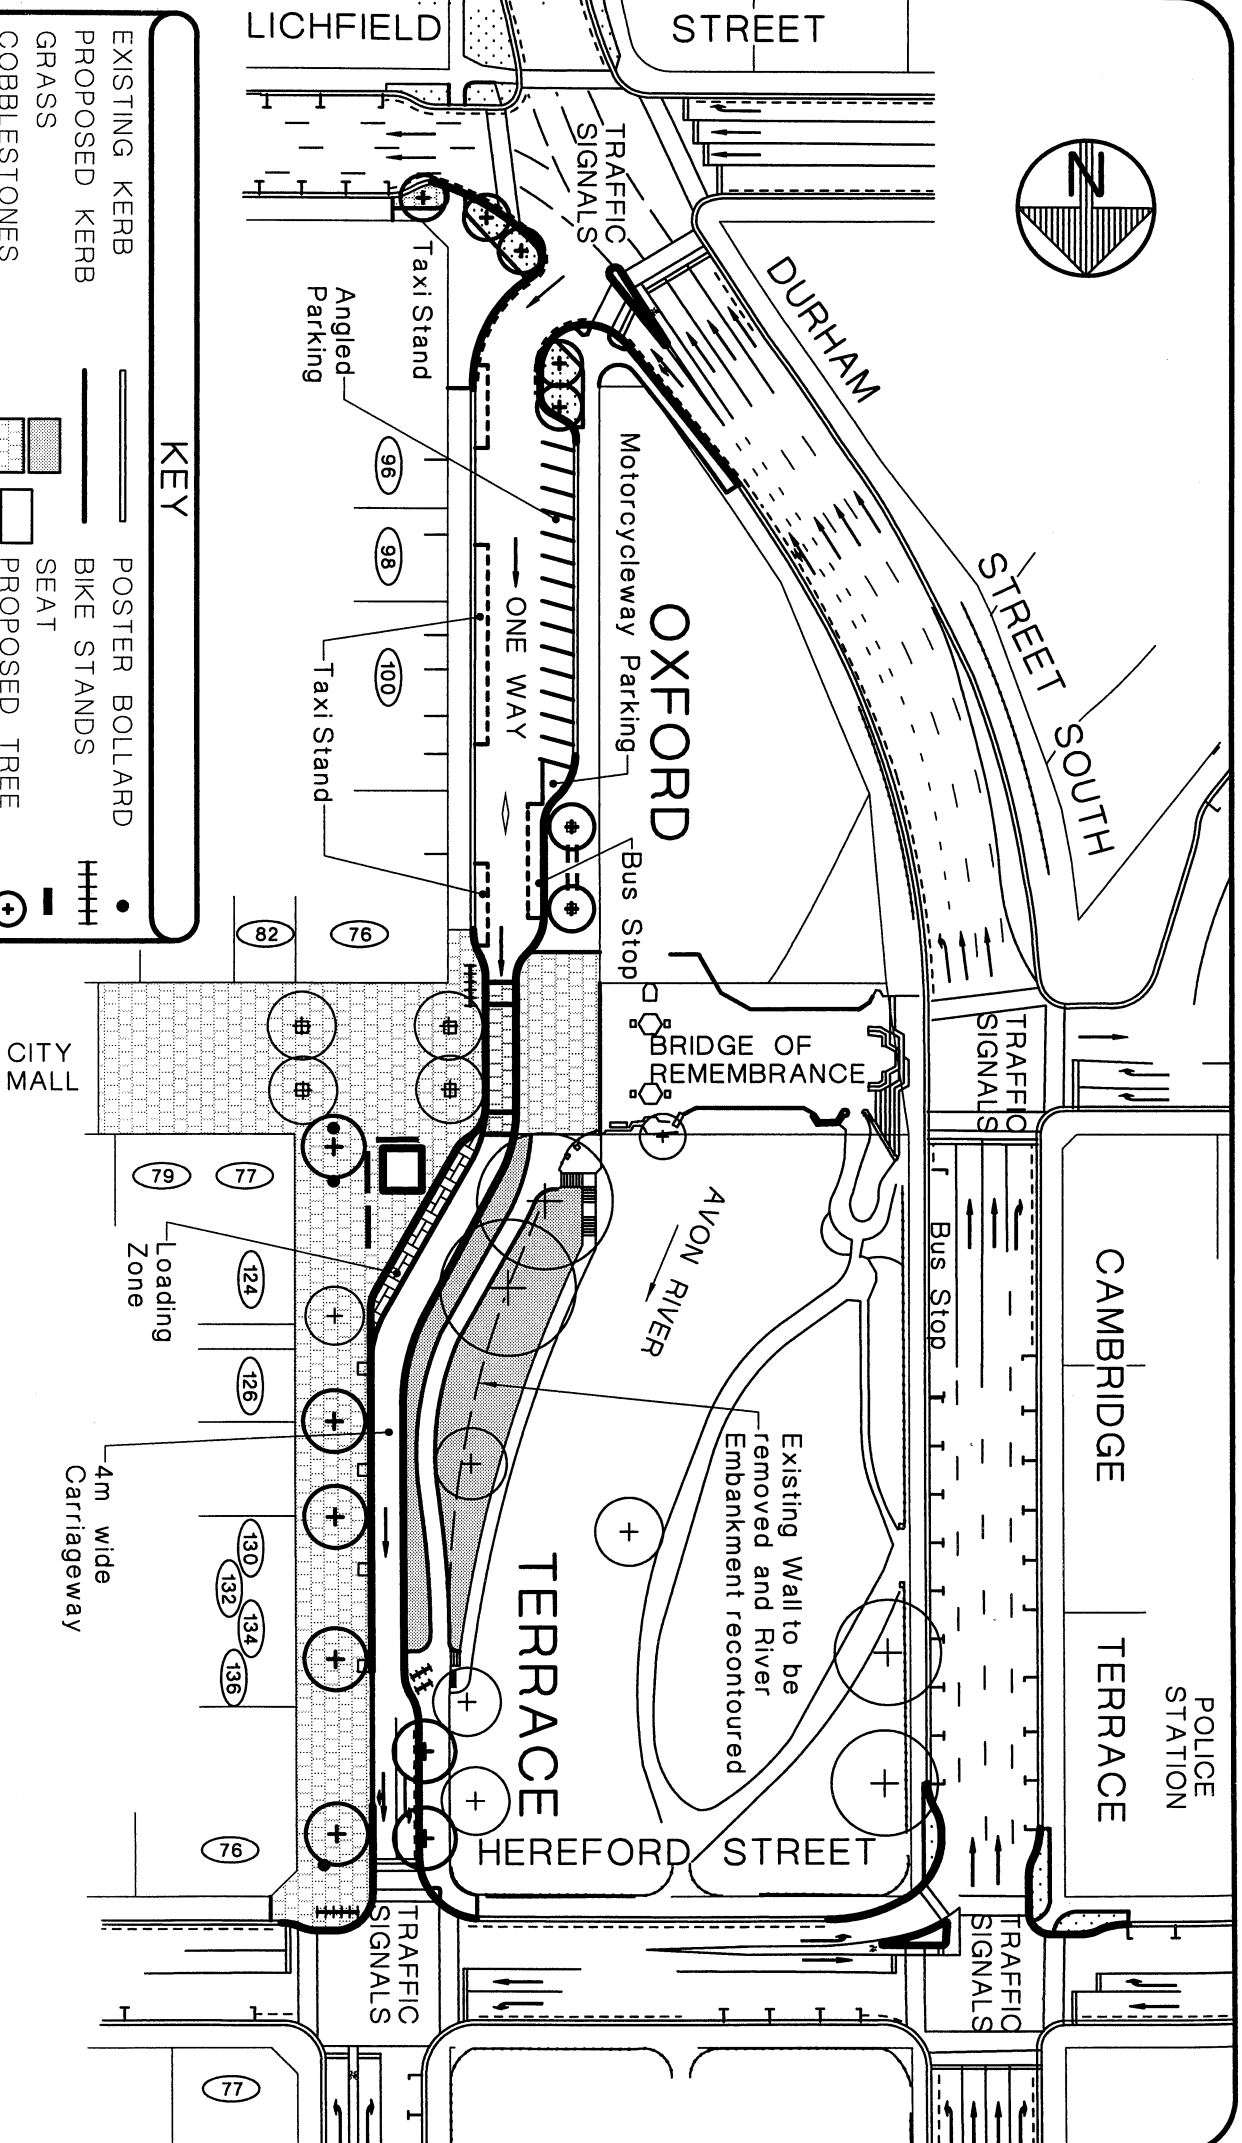 LICHFIELD STREET
TRAFFIC
SIGNALS
N
DURHAM
STREET SOUTH
Taxi Stand
Angled
Parking
96
98
100
Motorcycleway Parking
OXFORD
ONE WAY
Taxi Stand
Bus Stop
KEY
EXISTING KERB
PROPOSED KERB
GRASS
COBBLESTONES
POSTER BOLLARD
BIKE STANDS
SEAT
PROPOSED TREE
82
76
CITY
MALL
BRIDGE OF
REMEMBRANCE
TRAFFIC
SIGNALS
79
77
Loading
Zone
124
126
AVON RIVER
Bus Stop
CAMBRIDGE
Existing Wall to be
removed and River
Embankment recontoured
4m wide
Carriageway
130
132
134
136
TERRACE
TERRACE
POLICE
STATION
76
HEREFORD STREET
TRAFFIC
SIGNALS
TRAFFIC
SIGNALS
77